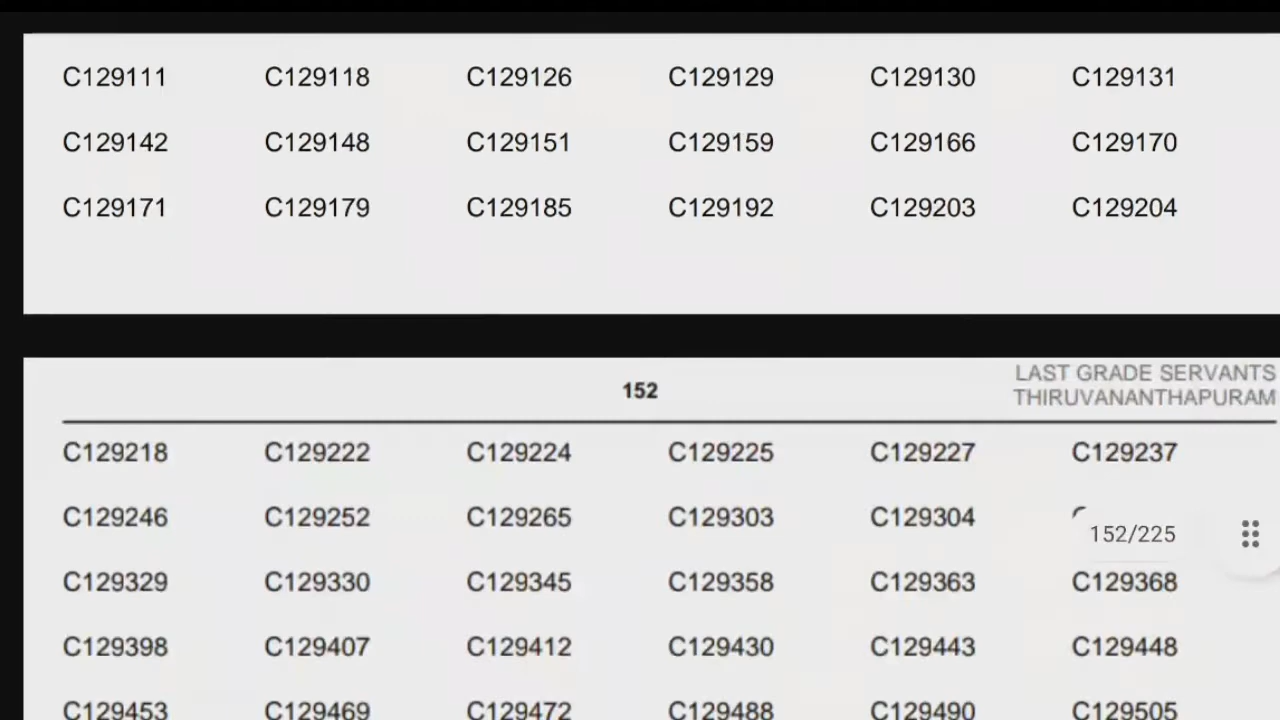 C129111 C129118 C129126 C129129 C129130 C129131
C129142 C129148 C129151 C129159 C129166 C129170
C129171 C129179 C129185 C129192 C129203 C129204
152
LAST GRADE SERVANTS
THIRUVANANTHAPURAM
C129218 C129222 C129224 C129225 C129227 C129237
C129246 C129252 C129265 C129303 C129304
152/225
C129329 C129330 C129345 C129358 C129363 C129368
C129398 C129407 C129412 C129430 C129443 C129448
C129453 C129469 C129472 C129488 C129490 C129505